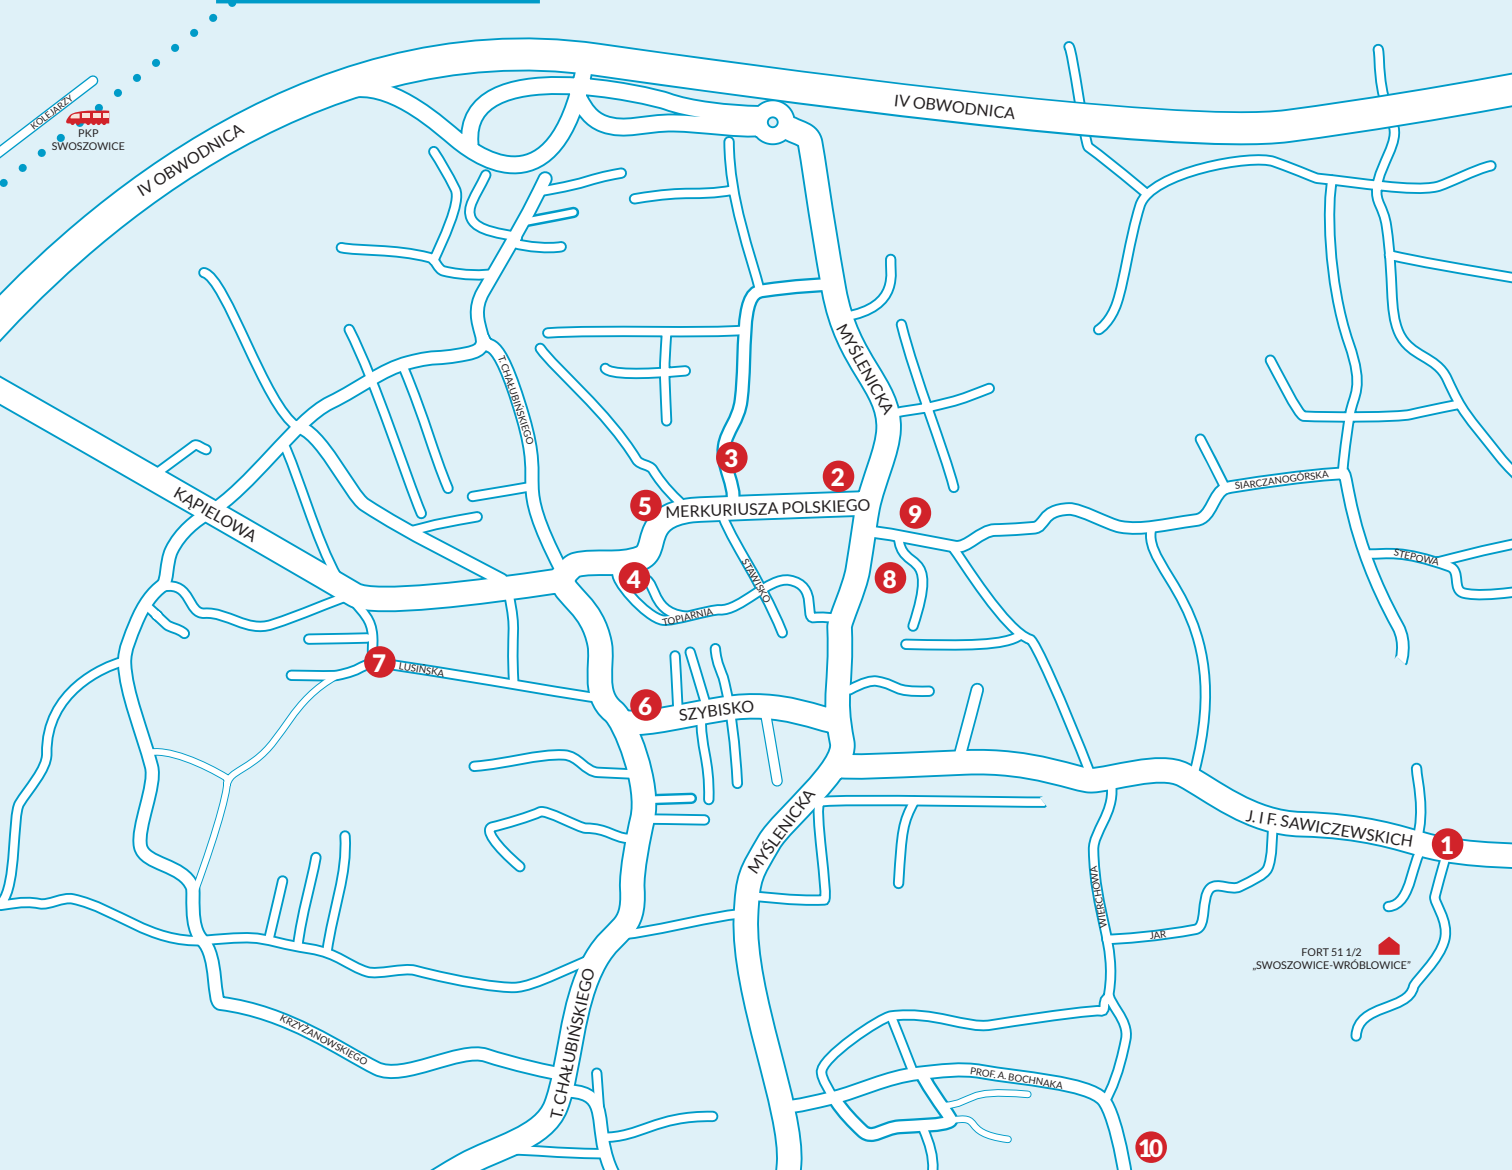 KOLEJARZY
PKP
SWOSZOWICE
IV OBWODNICA
IV OBWODNICA
MYŚLENICKA
T. CHAŁUBIŃSKIEGO
3
2
5
MERKURIUSZA POLSKIEGO
9
KĄPIELOWA
SIARCZANOGÓRSKA
STEPOWA
4
STAWISKO
8
TOPIARNIA
7
LUSIŃSKA
6
SZYBISKO
MYŚLENICKA
J. I F. SAWICZEWSKICH
1
WIERCHOWA
JAR
FORT 51 1/2
„SWOSZOWICE-WRÓBLOWICE”
T. CHAŁUBIŃSKIEGO
KRZYŻANOWSKIEGO
PROF. A. BOCHNAKA
10